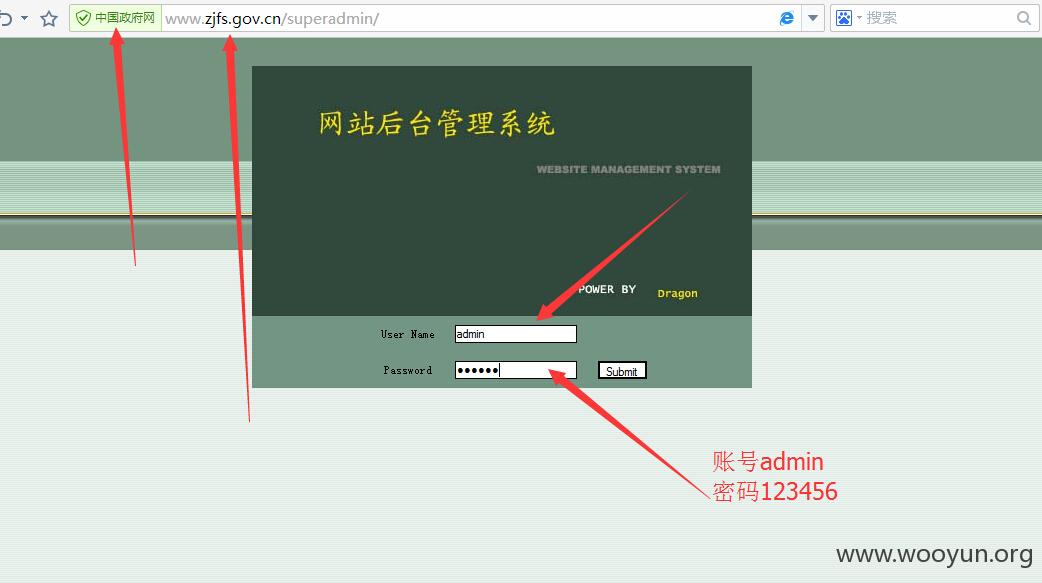 中国政府网 www.zjfs.gov.cn/superadmin/ 搜索
网站后台管理系统
WEBSITE MANAGEMENT SYSTEM
POWER BY Dragon
User Name admin
Password ●●●●●● Submit
账号admin
密码123456
www.wooyun.org